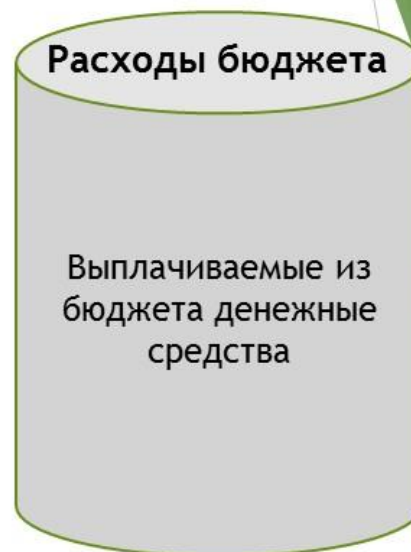 Расходы бюджета
Выплачиваемые из
бюджета денежные
средства